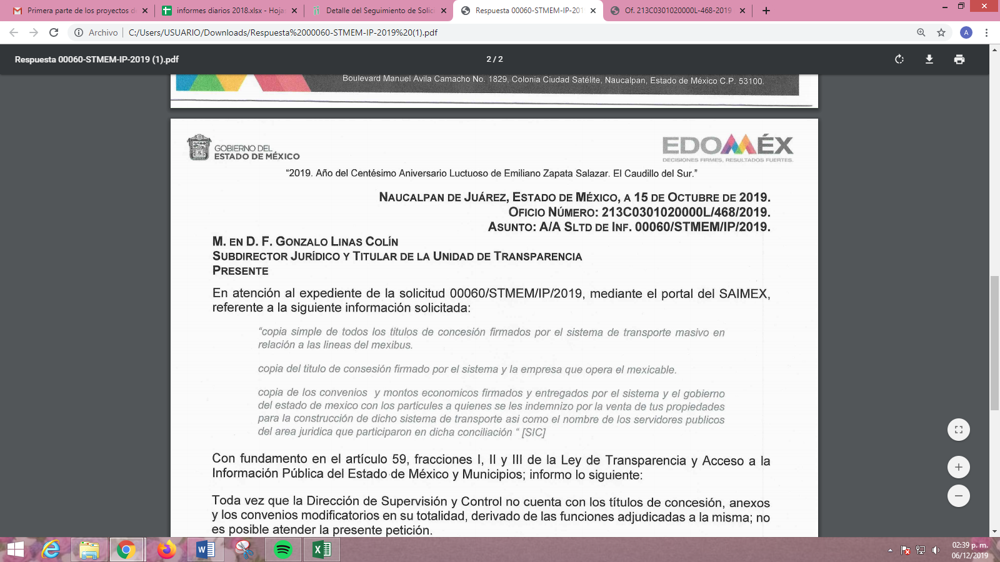 Primera parte de los proyectos d
informes diarios 2018.xlsx - Hoja
Detalle del Seguimiento de Solici
Respuesta 00060-STMEM-IP-201
Of. 213C0301020000L-468-2019
Archivo
C:/Users/USUARIO/Downloads/Respuesta%2000060-STMEM-IP-2019%20(1).pdf
A
Respuesta 00060-STMEM-IP-2019 (1).pdf
2 / 2
Boulevard Manuel Ávila Camacho No. 1829, Colonia Ciudad Satélite, Naucalpan, Estado de México C.P. 53100.
GOBIERNO DEL
ESTADO DE MÉXICO
EDOMÉX
DECISIONES FIRMES, RESULTADOS FUERTES.
“2019. Año del Centésimo Aniversario Luctuoso de Emiliano Zapata Salazar. El Caudillo del Sur.”
NAUCALPAN DE JUÁREZ, ESTADO DE MÉXICO, A 15 DE OCTUBRE DE 2019.
OFICIO NÚMERO: 213C0301020000L/468/2019.
ASUNTO: A/A SLTD DE INF. 00060/STMEM/IP/2019.
M. EN D. F. GONZALO LINAS COLÍN
SUBDIRECTOR JURÍDICO Y TITULAR DE LA UNIDAD DE TRANSPARENCIA
PRESENTE
En atención al expediente de la solicitud 00060/STMEM/IP/2019, mediante el portal del SAIMEX,
referente a la siguiente información solicitada:
“copia simple de todos los titulos de concesión firmados por el sistema de transporte masivo en
relación a las lineas del mexibus.
copia del titulo de consesión firmado por el sistema y la empresa que opera el mexicable.
copia de los convenios y montos economicos firmados y entregados por el sistema y el gobierno
del estado de mexico con los particules a quienes se les indemnizo por la venta de tus propiedades
para la construcción de dicho sistema de transporte asi como el nombre de los servidores publicos
del area juridica que participaron en dicha conciliación “ [SIC]
Con fundamento en el artículo 59, fracciones I, II y III de la Ley de Transparencia y Acceso a la
Información Pública del Estado de México y Municipios; informo lo siguiente:
Toda vez que la Dirección de Supervisión y Control no cuenta con los títulos de concesión, anexos
y los convenios modificatorios en su totalidad, derivado de las funciones adjudicadas a la misma; no
es posible atender la presente petición.
02:39 p. m.
06/12/2019